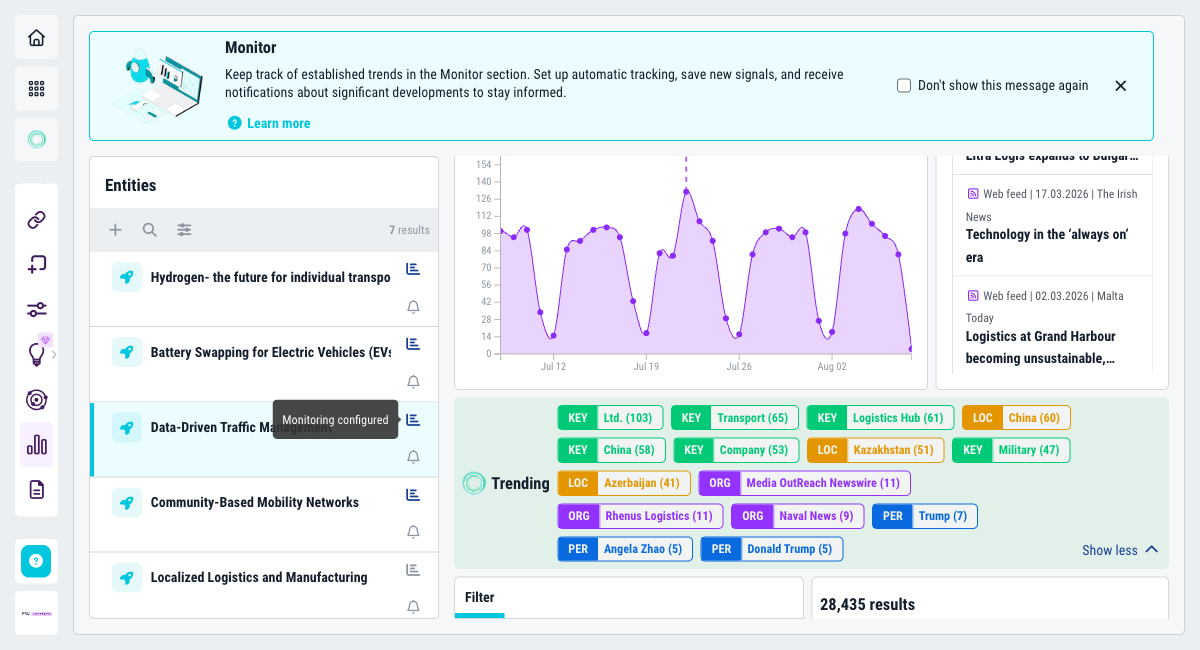 Monitor
Keep track of established trends in the Monitor section. Set up automatic tracking, save new signals, and receive
notifications about significant developments to stay informed.
Learn more
Don't show this message again
Entities
7 results
Hydrogen- the future for individual transpo
Battery Swapping for Electric Vehicles (EVs
Data-Driven Traffic Management
Monitoring configured
Community-Based Mobility Networks
Localized Logistics and Manufacturing
154
140
126
112
98
84
70
56
42
28
14
0
Jul 12
Jul 19
Jul 26
Aug 02
Litra Logis expands to Bulgar...
Web feed | 17.03.2026 | The Irish
News
Technology in the ‘always on’
era
Web feed | 02.03.2026 | Malta
Today
Logistics at Grand Harbour
becoming unsustainable,...
Trending
KEY Ltd. (103)
KEY Transport (65)
KEY Logistics Hub (61)
LOC China (60)
KEY China (58)
KEY Company (53)
LOC Kazakhstan (51)
KEY Military (47)
LOC Azerbaijan (41)
ORG Media OutReach Newswire (11)
ORG Rhenus Logistics (11)
ORG Naval News (9)
PER Trump (7)
PER Angela Zhao (5)
PER Donald Trump (5)
Show less
Filter
28,435 results